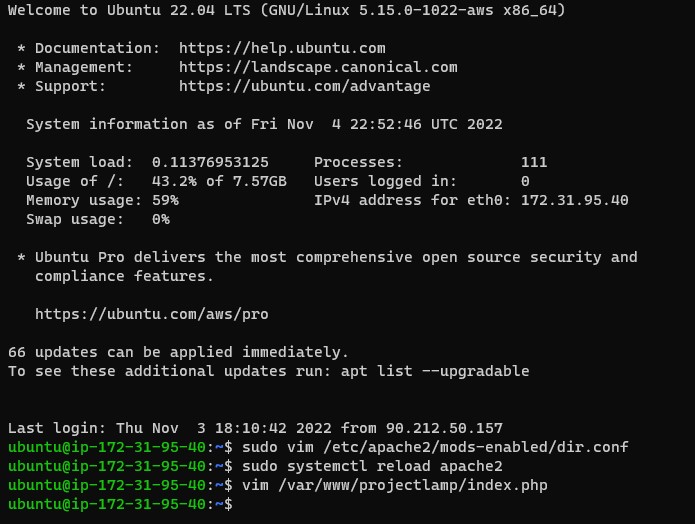 Welcome to Ubuntu 22.04 LTS (GNU/Linux 5.15.0-1022-aws x86_64)

 * Documentation:  https://help.ubuntu.com
 * Management:     https://landscape.canonical.com
 * Support:        https://ubuntu.com/advantage

  System information as of Fri Nov  4 22:52:46 UTC 2022

  System load:  0.11376953125     Processes:             111
  Usage of /:   43.2% of 7.57GB   Users logged in:       0
  Memory usage: 59%               IPv4 address for eth0: 172.31.95.40
  Swap usage:   0%

 * Ubuntu Pro delivers the most comprehensive open source security and
   compliance features.

   https://ubuntu.com/aws/pro

66 updates can be applied immediately.
To see these additional updates run: apt list --upgradable


Last login: Thu Nov  3 18:10:42 2022 from 90.212.50.157
ubuntu@ip-172-31-95-40:~$ sudo vim /etc/apache2/mods-enabled/dir.conf
ubuntu@ip-172-31-95-40:~$ sudo systemctl reload apache2
ubuntu@ip-172-31-95-40:~$ vim /var/www/projectlamp/index.php
ubuntu@ip-172-31-95-40:~$